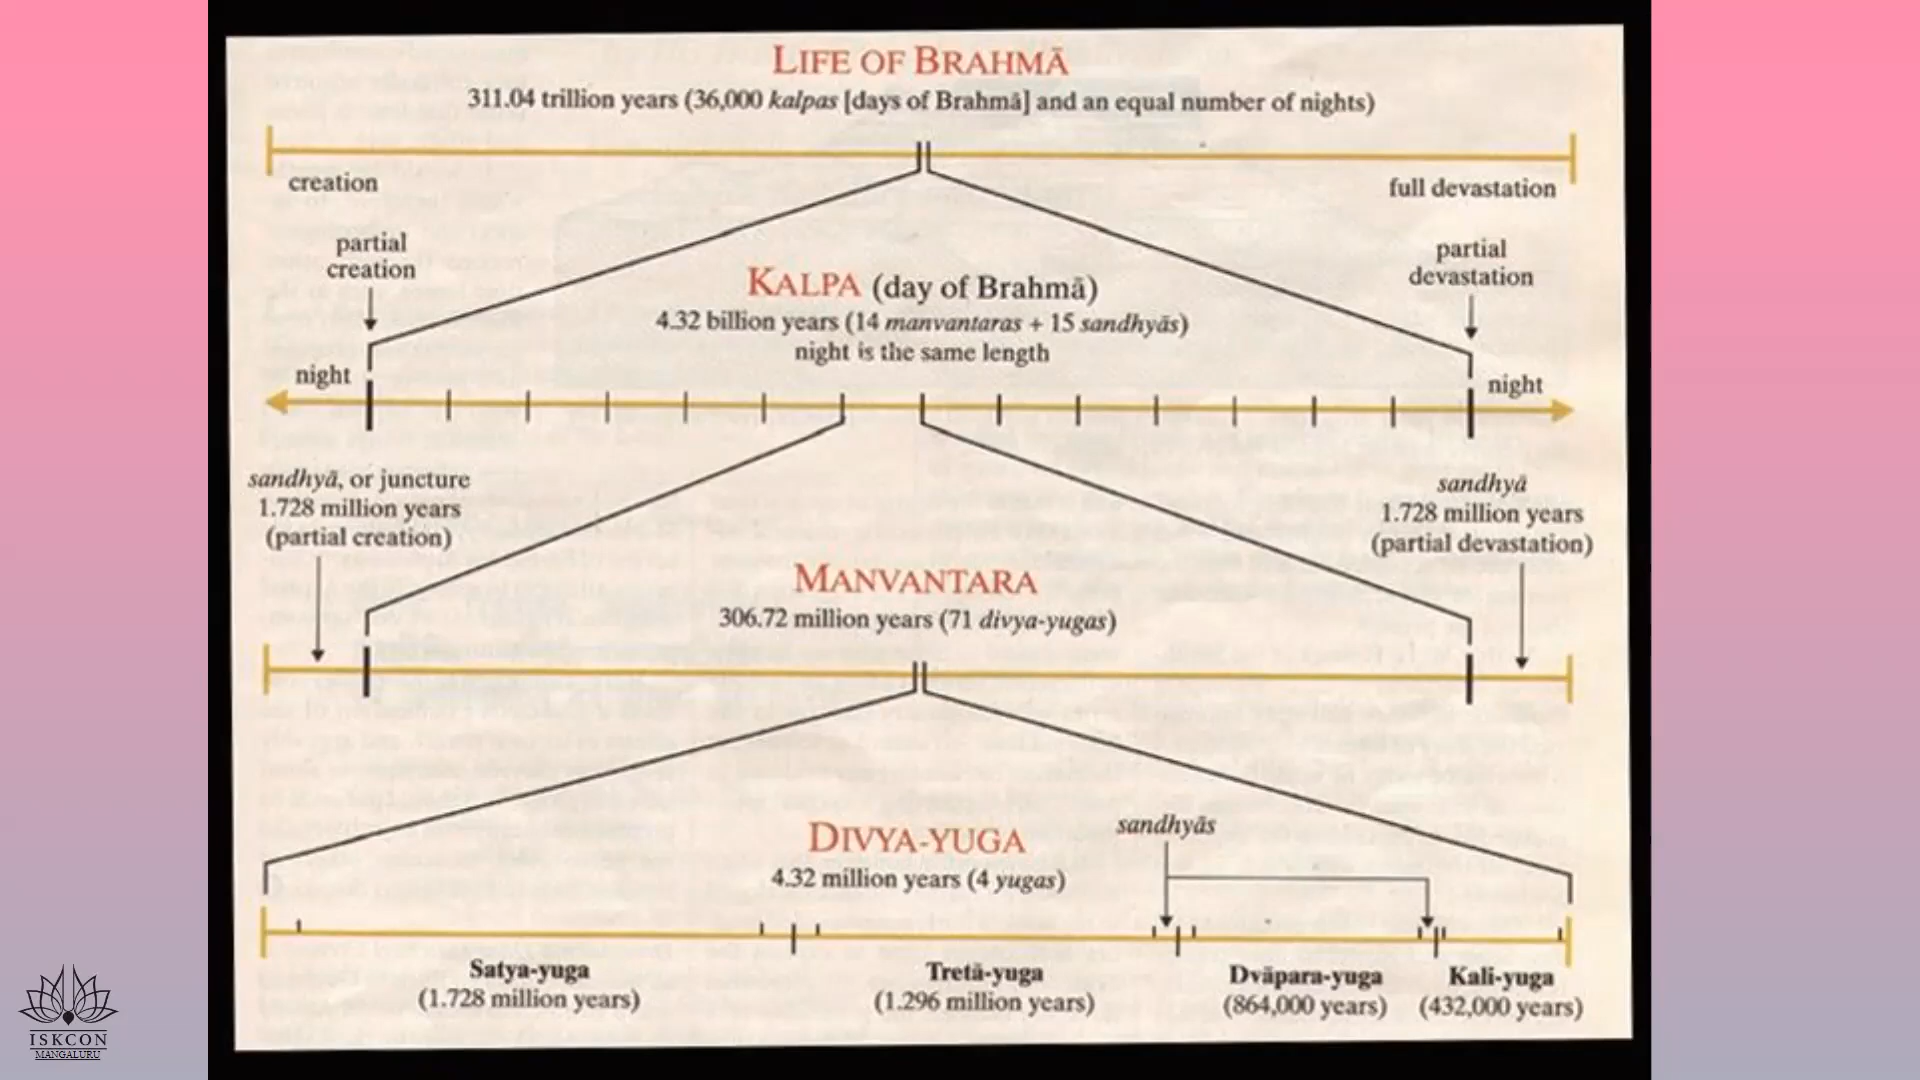 LIFE OF BRAHMĀ
311.04 trillion years (36,000 kalpas [days of Brahmā] and an equal number of nights)
creation
full devastation
partial
creation
partial
devastation
KALPA (day of Brahmā)
4.32 billion years (14 manvantaras + 15 sandhyās)
night is the same length
night
night
sandhyā, or juncture
1.728 million years
(partial creation)
sandhyā
1.728 million years
(partial devastation)
MANVANTARA
306.72 million years (71 divya-yugas)
DIVYA-YUGA
4.32 million years (4 yugas)
sandhyās
Satya-yuga
(1.728 million years)
Tretā-yuga
(1.296 million years)
Dvāpara-yuga
(864,000 years)
Kali-yuga
(432,000 years)
ISKCON
MANGALURU